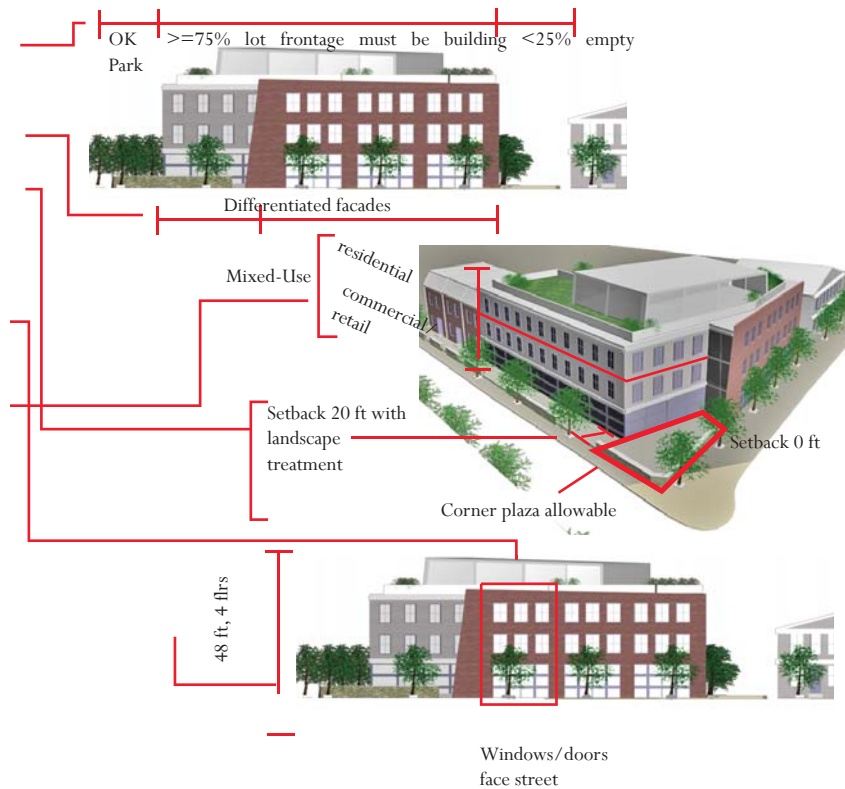 OK >=75% lot frontage must be building <25% empty
Park
Differentiated facades
Mixed-Use
residential
commercial/
retail
Setback 20 ft with
landscape
treatment
Setback 0 ft
Corner plaza allowable
48 ft, 4 flrs
Windows/doors
face street